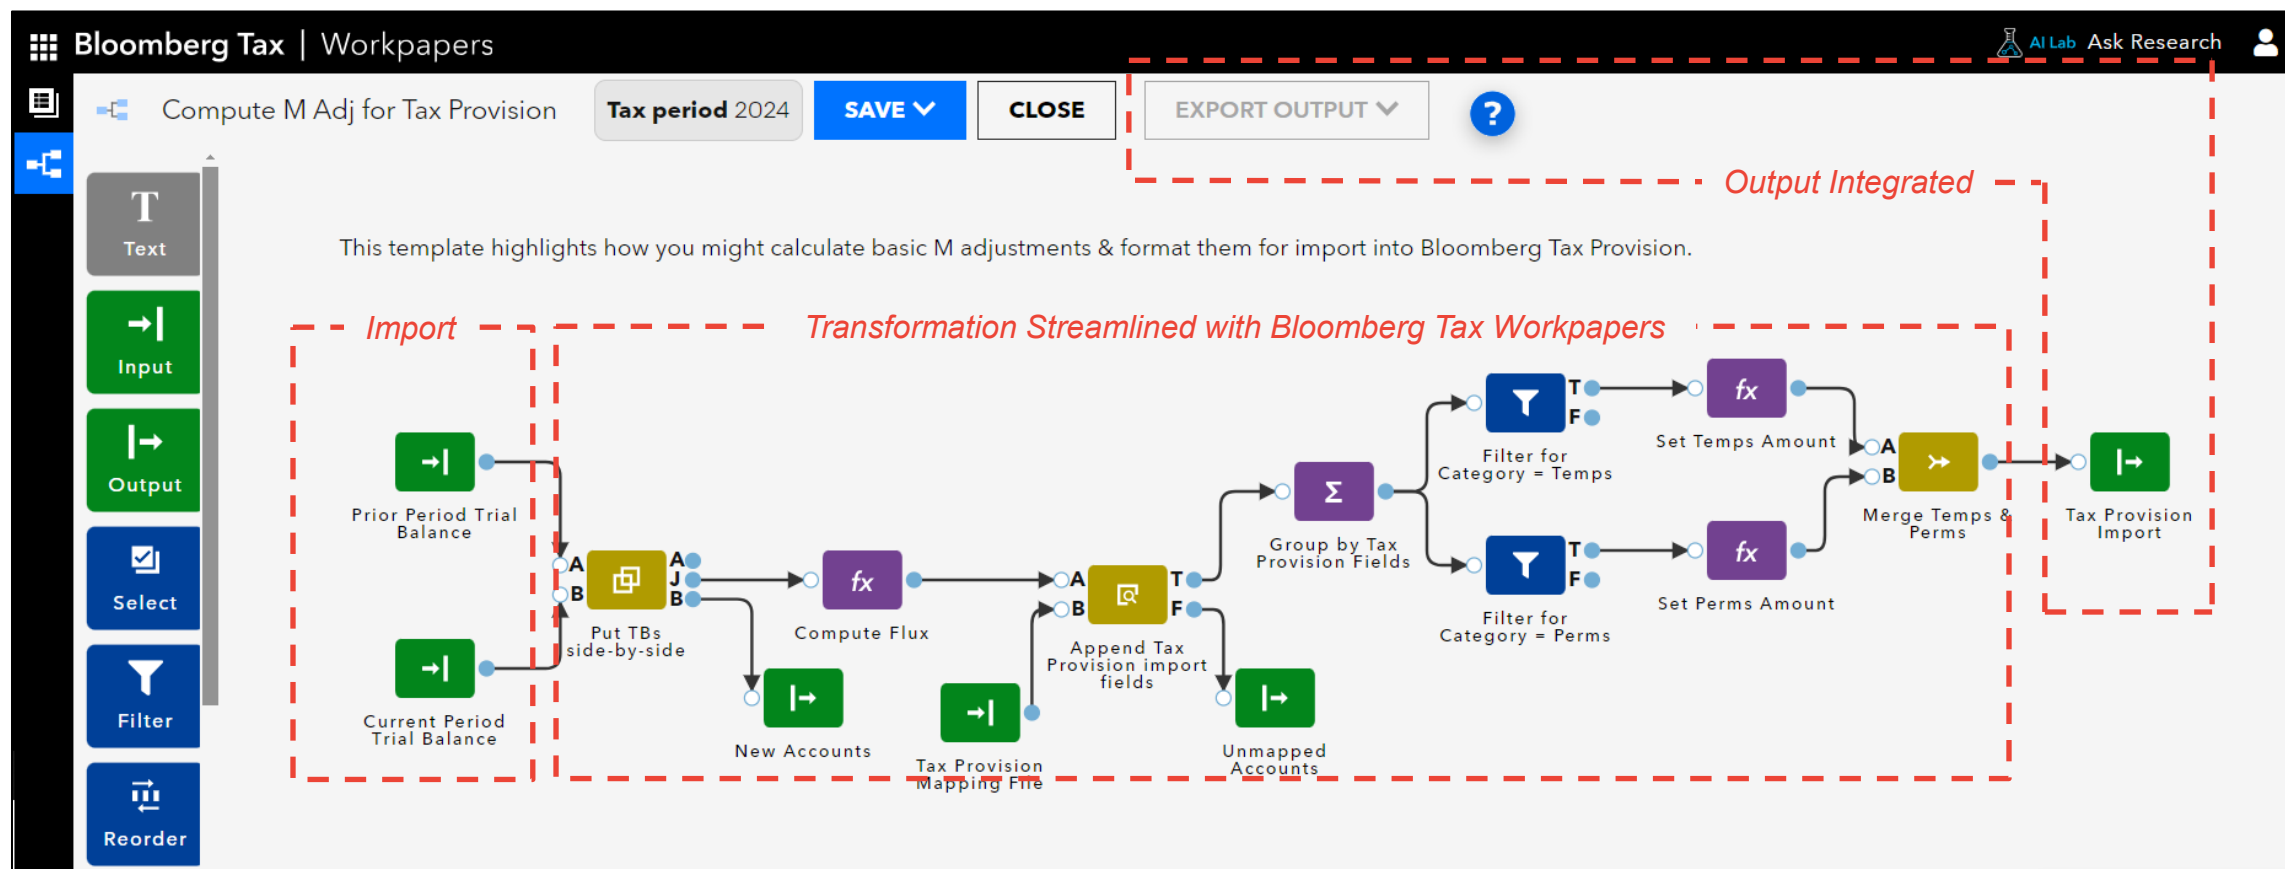 Bloomberg Tax | Workpapers
AI Lab Ask Research
Compute M Adj for Tax Provision
Tax period 2024
SAVE
CLOSE
EXPORT OUTPUT
?
Output Integrated
T
Text
Input
Output
Select
Filter
Reorder
This template highlights how you might calculate basic M adjustments & format them for import into Bloomberg Tax Provision.
Import
Transformation Streamlined with Bloomberg Tax Workpapers
Prior Period Trial
Balance
Current Period
Trial Balance
A
B
A
J
B
Put TBs
side-by-side
New Accounts
fx
Compute Flux
Tax Provision
Mapping File
A
B
T
F
Append Tax
Provision import
fields
Unmapped
Accounts
Σ
Group by Tax
Provision Fields
T
F
Filter for
Category = Temps
T
F
Filter for
Category = Perms
fx
Set Temps Amount
fx
Set Perms Amount
A
B
Merge Temps &
Perms
Tax Provision
Import